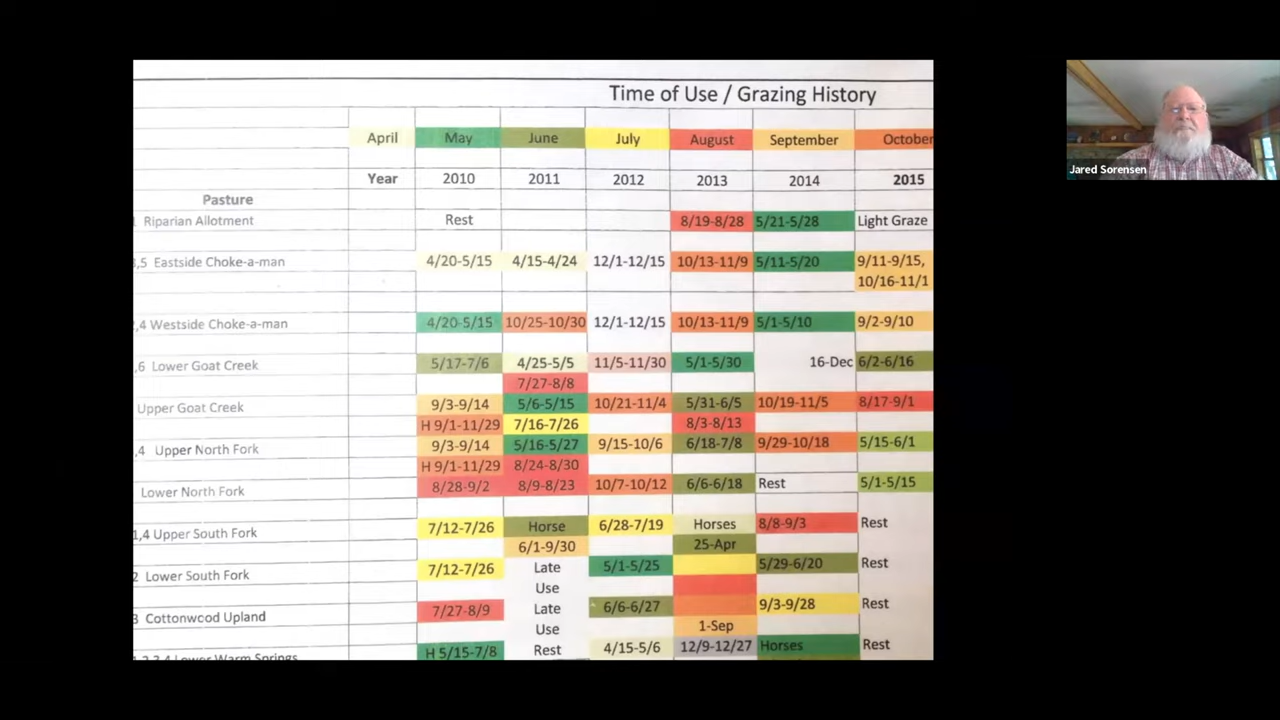 Time of Use / Grazing History
April May June July August September October
Year 2010 2011 2012 2013 2014 2015
Pasture
Riparian Allotment Rest 8/19-8/28 5/21-5/28 Light Graze
,5 Eastside Choke-a-man 4/20-5/15 4/15-4/24 12/1-12/15 10/13-11/9 5/11-5/20 9/11-9/15,
10/16-11/1
,4 Westside Choke-a-man 4/20-5/15 10/25-10/30 12/1-12/15 10/13-11/9 5/1-5/10 9/2-9/10
,6 Lower Goat Creek 5/17-7/6 4/25-5/5 11/5-11/30 5/1-5/30 16-Dec 6/2-6/16
7/27-8/8
Upper Goat Creek 9/3-9/14 5/6-5/15 10/21-11/4 5/31-6/5 10/19-11/5 8/17-9/1
H 9/1-11/29 7/16-7/26 8/3-8/13
,4 Upper North Fork 9/3-9/14 5/16-5/27 9/15-10/6 6/18-7/8 9/29-10/18 5/15-6/1
H 9/1-11/29 8/24-8/30
Lower North Fork 8/28-9/2 8/9-8/23 10/7-10/12 6/6-6/18 Rest 5/1-5/15
1,4 Upper South Fork 7/12-7/26 Horse 6/28-7/19 Horses 8/8-9/3 Rest
6/1-9/30 25-Apr
2 Lower South Fork 7/12-7/26 Late 5/1-5/25 5/29-6/20 Rest
Use
3 Cottonwood Upland 7/27-8/9 Late 6/6-6/27 9/3-9/28 Rest
Use 1-Sep
Lower Warm Springs H 5/15-7/8 Rest 4/15-5/6 12/9-12/27 Horses Rest
Jared Sorensen